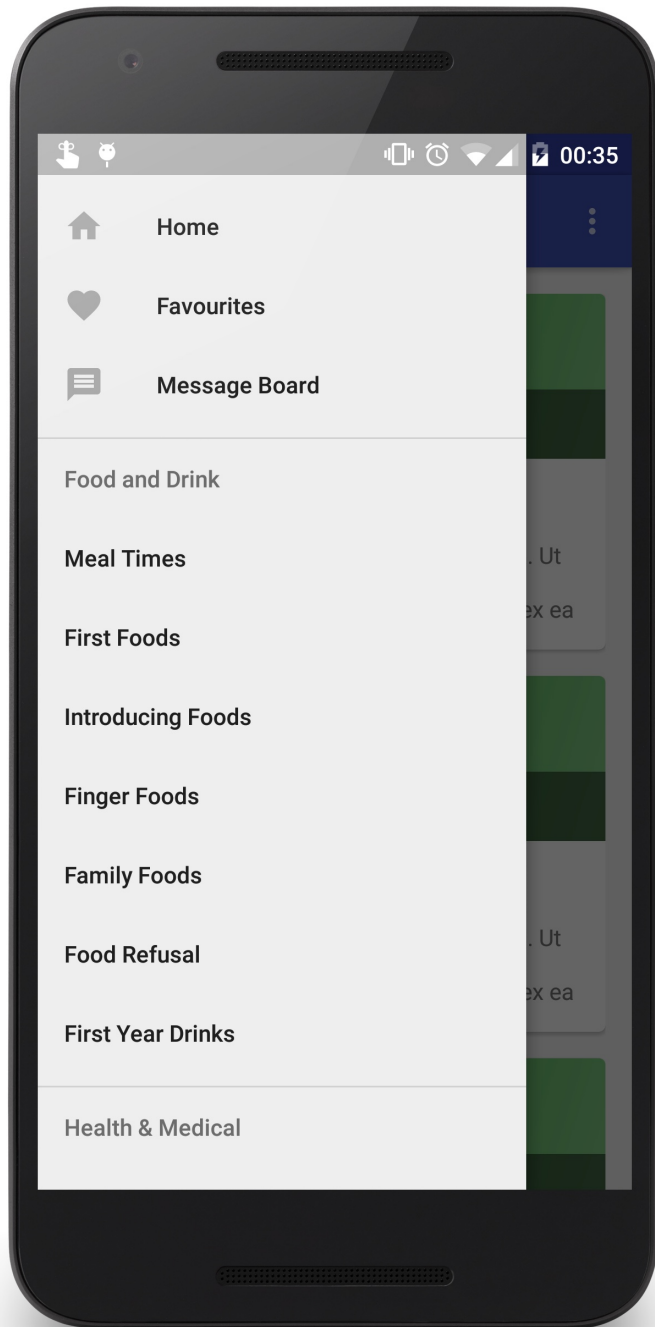 00:35
Home
Favourites
Message Board
Food and Drink
Meal Times
. Ut
First Foods
ex ea
Introducing Foods
Finger Foods
Family Foods
Food Refusal
. Ut
ex ea
First Year Drinks
Health & Medical